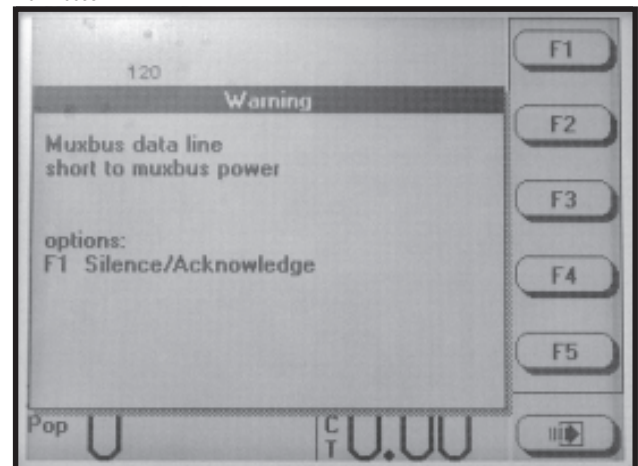 120
Warning
Muxbus data line
short to muxbus power
options:
F1 Silence/Acknowledge
F1
F2
F3
F4
F5
Pop
CT